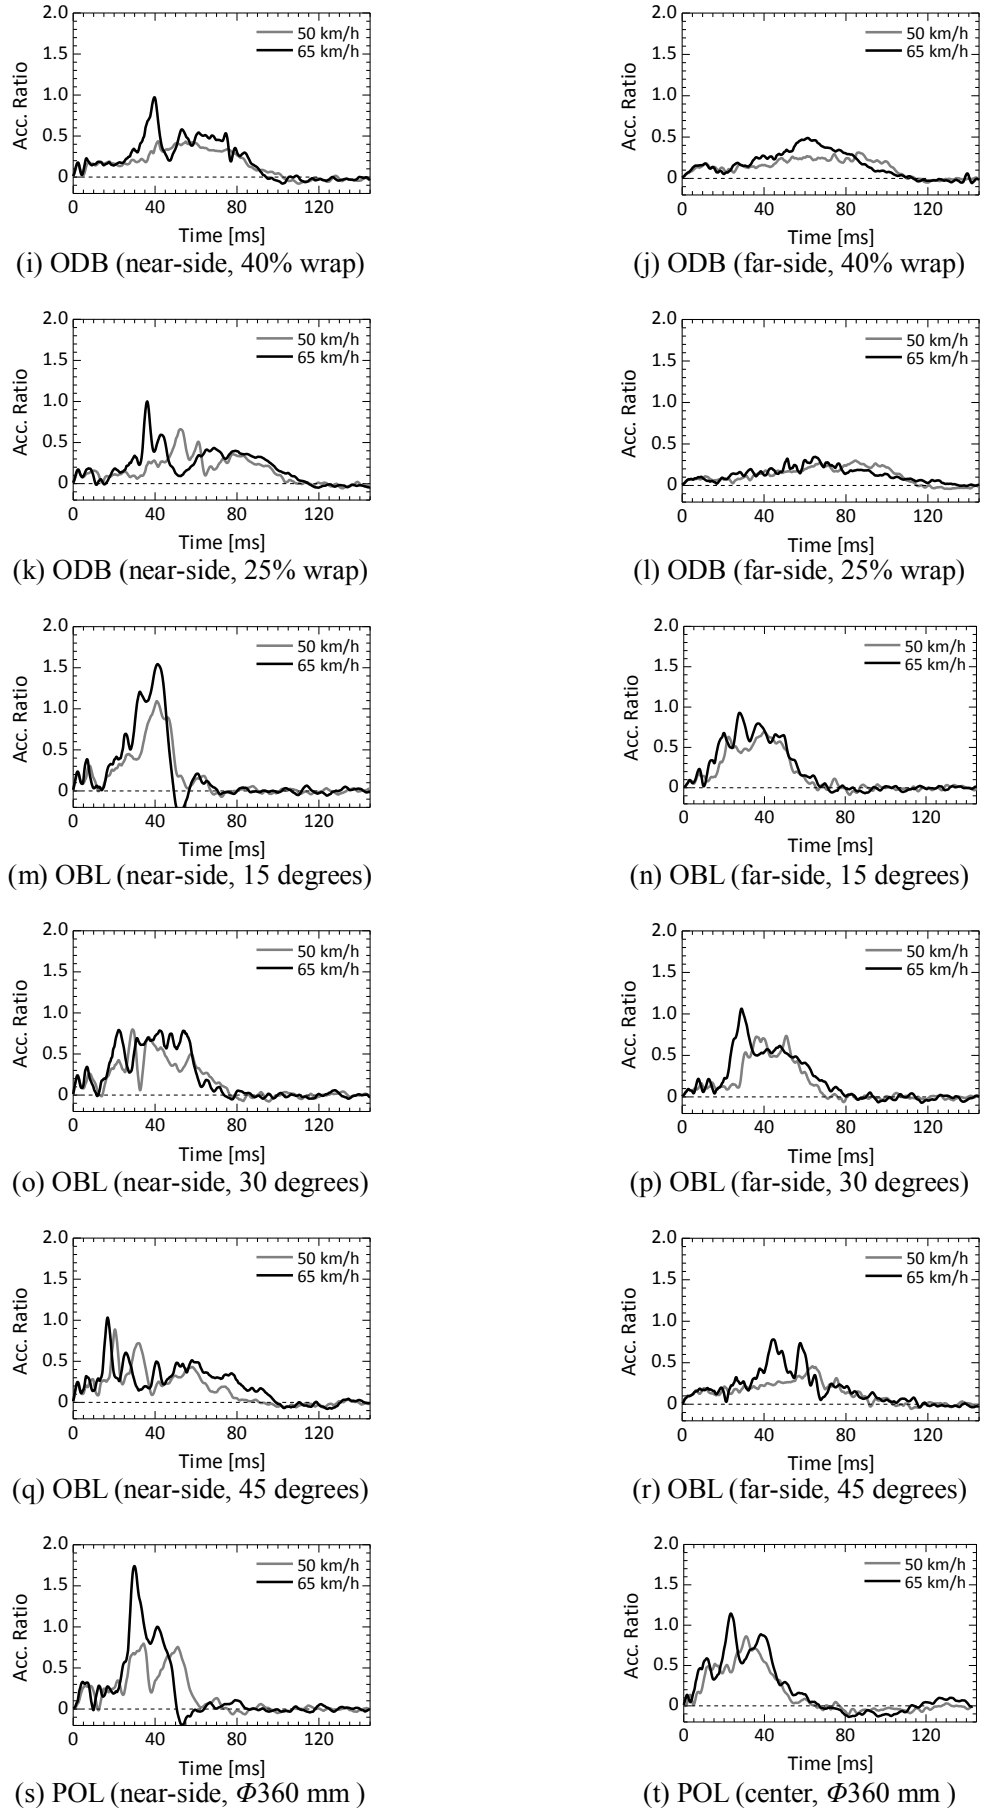 2.0
1.5
1.0
0.5
0
Acc. Ratio
50 km/h
65 km/h
0 40 80 120
Time [ms]
(i) ODB (near-side, 40% wrap)
2.0
1.5
1.0
0.5
0
Acc. Ratio
50 km/h
65 km/h
0 40 80 120
Time [ms]
(j) ODB (far-side, 40% wrap)
2.0
1.5
1.0
0.5
0
Acc. Ratio
50 km/h
65 km/h
0 40 80 120
Time [ms]
(k) ODB (near-side, 25% wrap)
2.0
1.5
1.0
0.5
0
Acc. Ratio
50 km/h
65 km/h
0 40 80 120
Time [ms]
(l) ODB (far-side, 25% wrap)
2.0
1.5
1.0
0.5
0
Acc. Ratio
50 km/h
65 km/h
0 40 80 120
Time [ms]
(m) OBL (near-side, 15 degrees)
2.0
1.5
1.0
0.5
0
Acc. Ratio
50 km/h
65 km/h
0 40 80 120
Time [ms]
(n) OBL (far-side, 15 degrees)
2.0
1.5
1.0
0.5
0
Acc. Ratio
50 km/h
65 km/h
0 40 80 120
Time [ms]
(o) OBL (near-side, 30 degrees)
2.0
1.5
1.0
0.5
0
Acc. Ratio
50 km/h
65 km/h
0 40 80 120
Time [ms]
(p) OBL (far-side, 30 degrees)
2.0
1.5
1.0
0.5
0
Acc. Ratio
50 km/h
65 km/h
0 40 80 120
Time [ms]
(q) OBL (near-side, 45 degrees)
2.0
1.5
1.0
0.5
0
Acc. Ratio
50 km/h
65 km/h
0 40 80 120
Time [ms]
(r) OBL (far-side, 45 degrees)
2.0
1.5
1.0
0.5
0
Acc. Ratio
50 km/h
65 km/h
0 40 80 120
Time [ms]
(s) POL (near-side, Φ360 mm )
2.0
1.5
1.0
0.5
0
Acc. Ratio
50 km/h
65 km/h
0 40 80 120
Time [ms]
(t) POL (center, Φ360 mm )